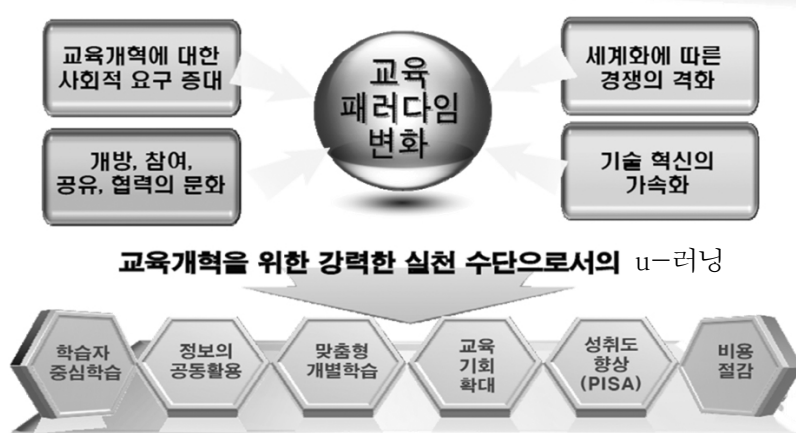 교육개혁에 대한
사회적 요구 증대
교육
패러다임
변화
세계화에 따른
경쟁의 격화
개방, 참여,
공유, 협력의 문화
기술 혁신의
가속화
교육개혁을 위한 강력한 실천 수단으로서의 u-러닝
학습자
중심학습
정보의
공동활용
맞춤형
개별학습
교육
기회
확대
성취도
향상
(PISA)
비용
절감